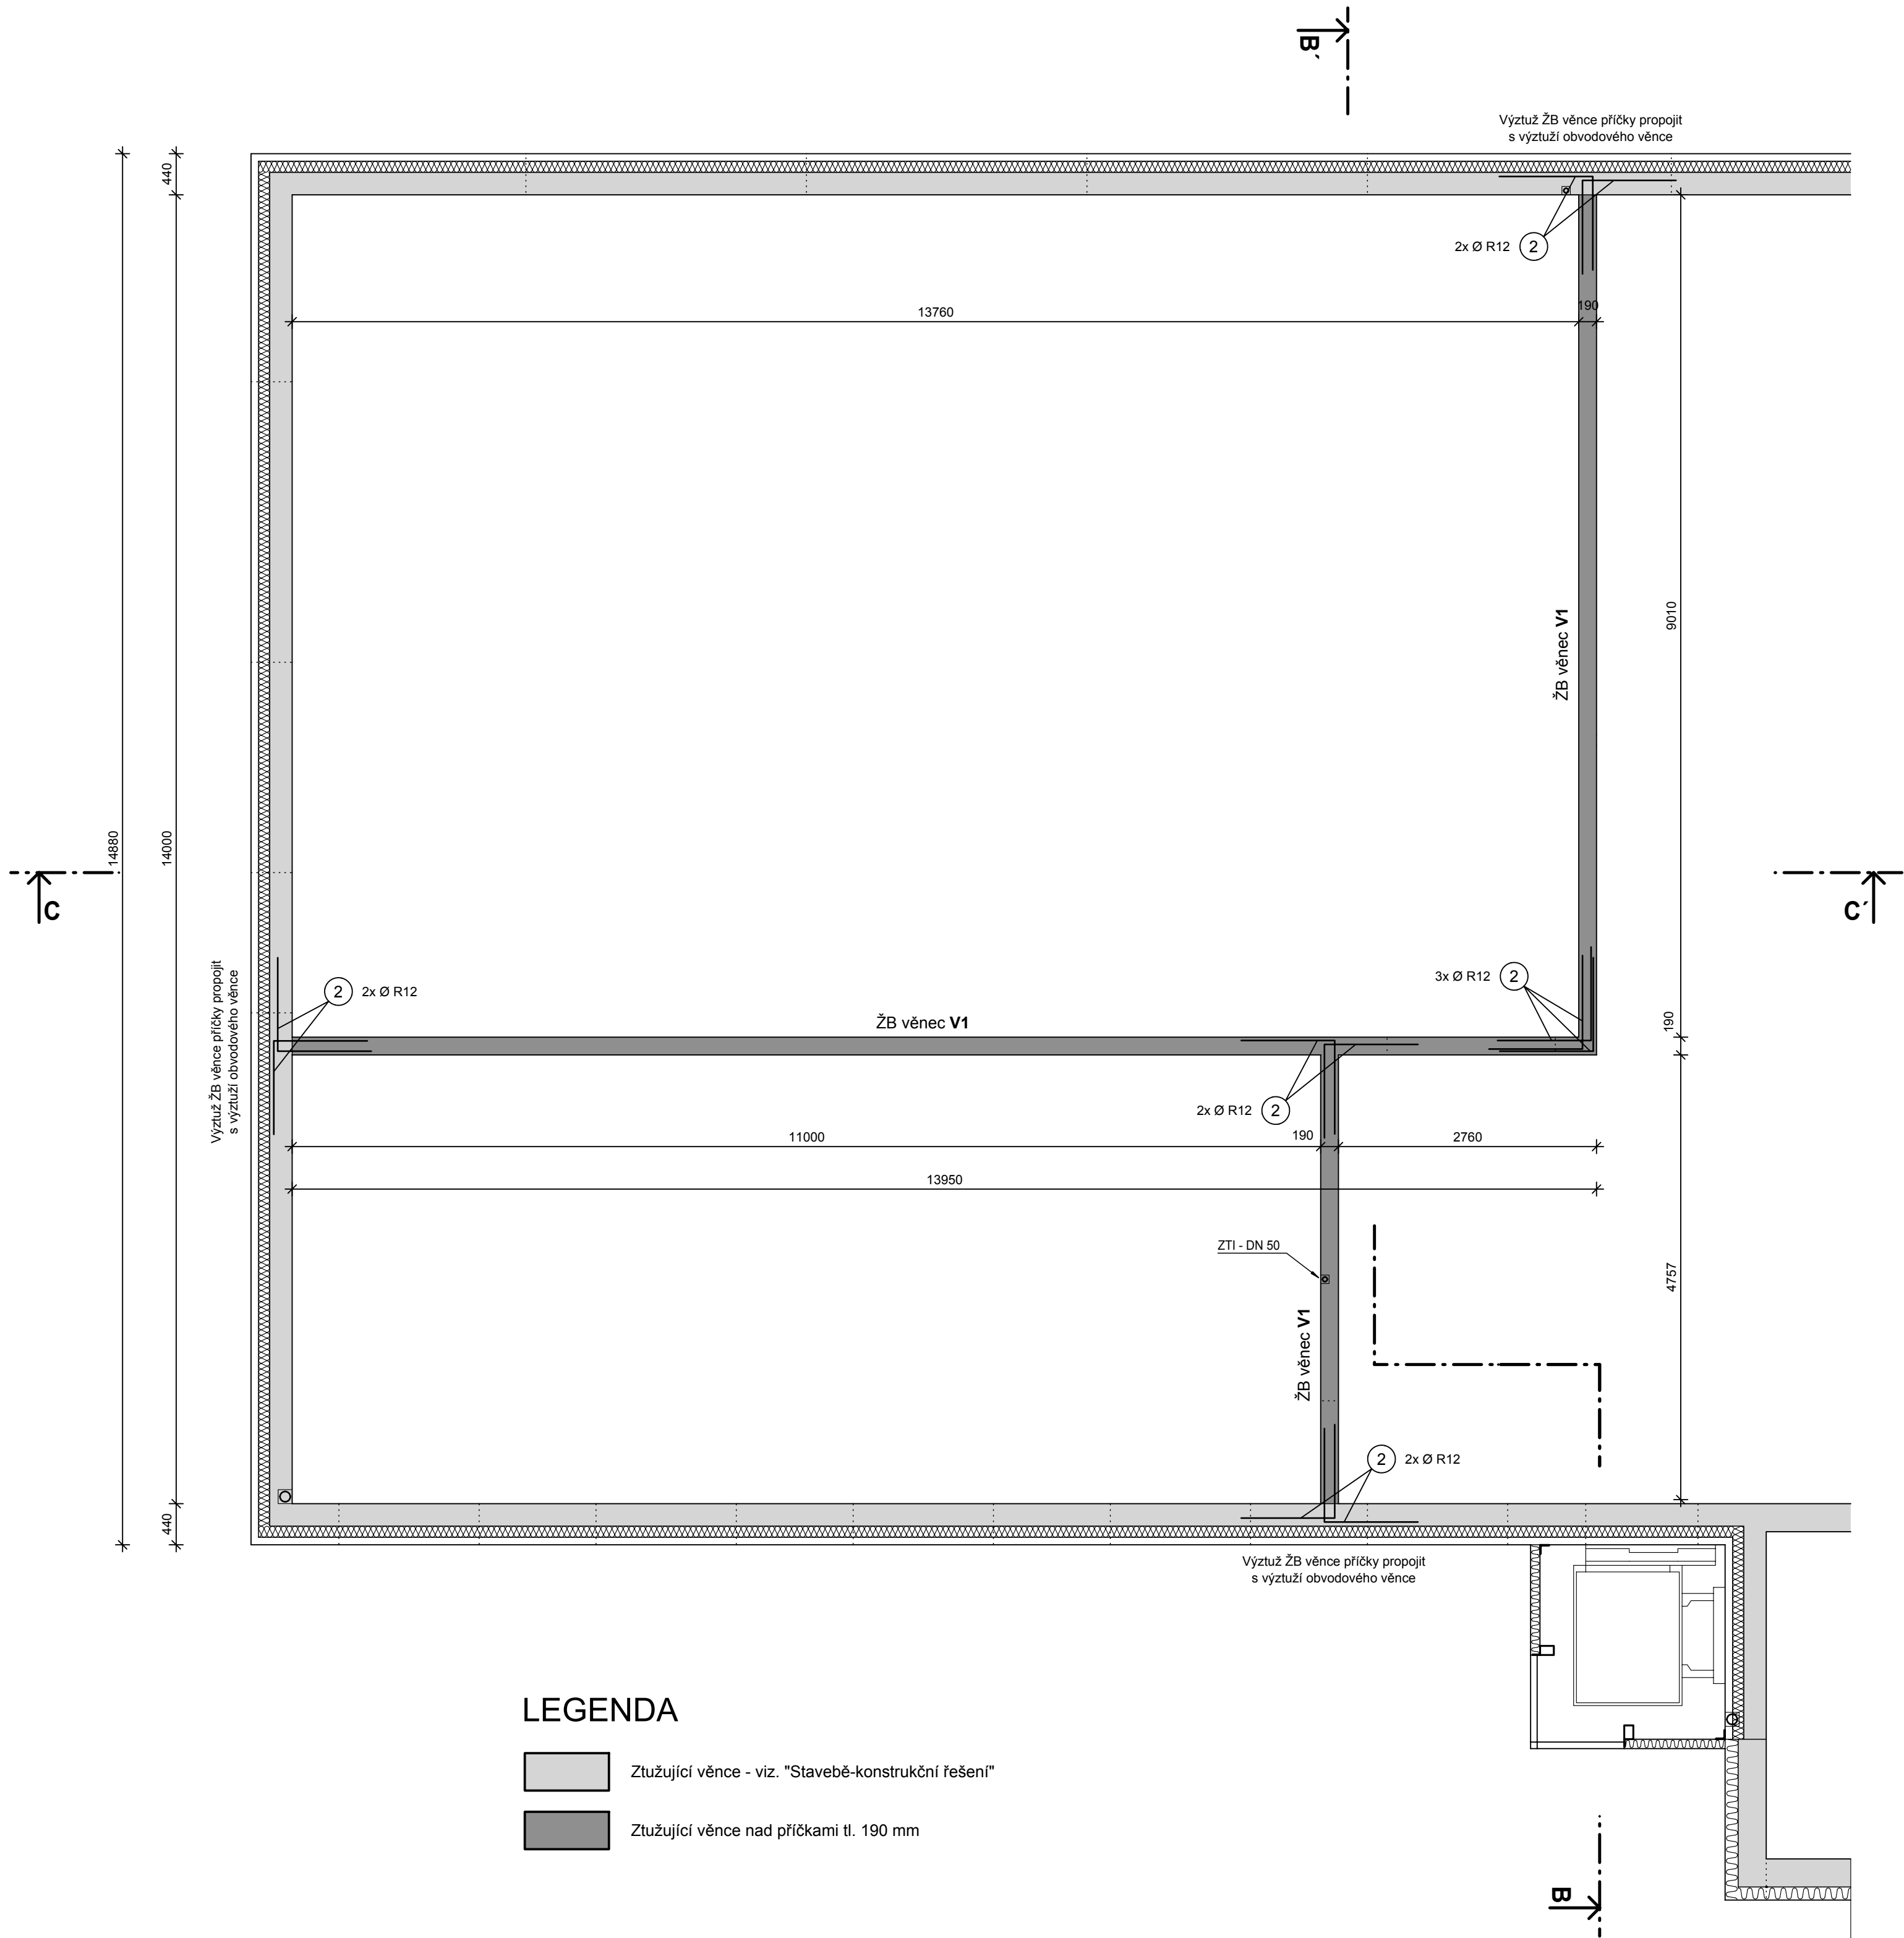 B´
Výztuž ŽB věnce příčky propojit
s výztuží obvodového věnce
440
2x Ø R12
2
13760
190
9010
ŽB věnec V1
14880
14000
C
C´
Výztuž ŽB věnce příčky propojit
s výztuží obvodového věnce
2
2x Ø R12
3x Ø R12
2
ŽB věnec V1
190
2x Ø R12
2
11000
190
2760
13950
ZTI - DN 50
4757
ŽB věnec V1
2
2x Ø R12
440
Výztuž ŽB věnce příčky propojit
s výztuží obvodového věnce
LEGENDA
Ztužující věnce - viz. "Stavebě-konstrukční řešení"
Ztužující věnce nad příčkami tl. 190 mm
B